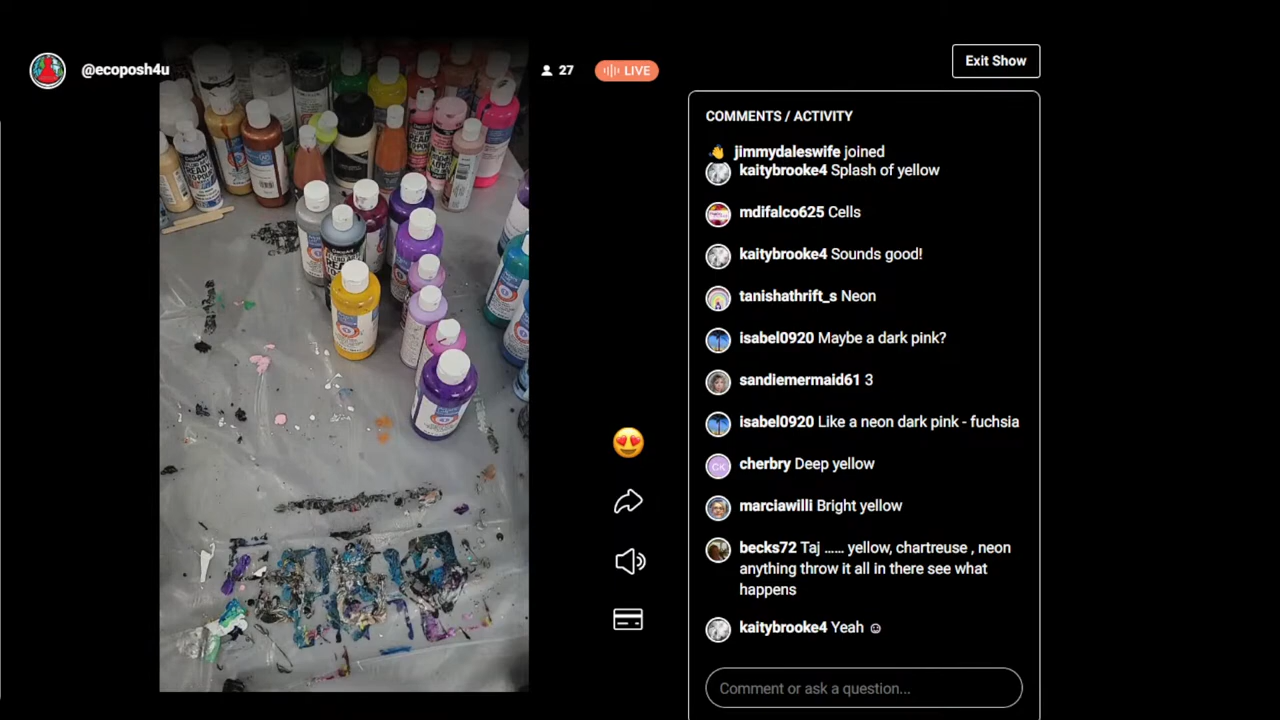 @ecoposh4u
27
LIVE
Exit Show
COMMENTS / ACTIVITY
👋 jimmydaleswife joined
kaitybrooke4 Splash of yellow
mdifalco625 Cells
kaitybrooke4 Sounds good!
tanishathrift_s Neon
isabel0920 Maybe a dark pink?
sandiemermaid61 3
isabel0920 Like a neon dark pink - fuchsia
CK
cherbry Deep yellow
marciawilli Bright yellow
becks72 Taj ...... yellow, chartreuse , neon
anything throw it all in there see what
happens
kaitybrooke4 Yeah ☺
Comment or ask a question...